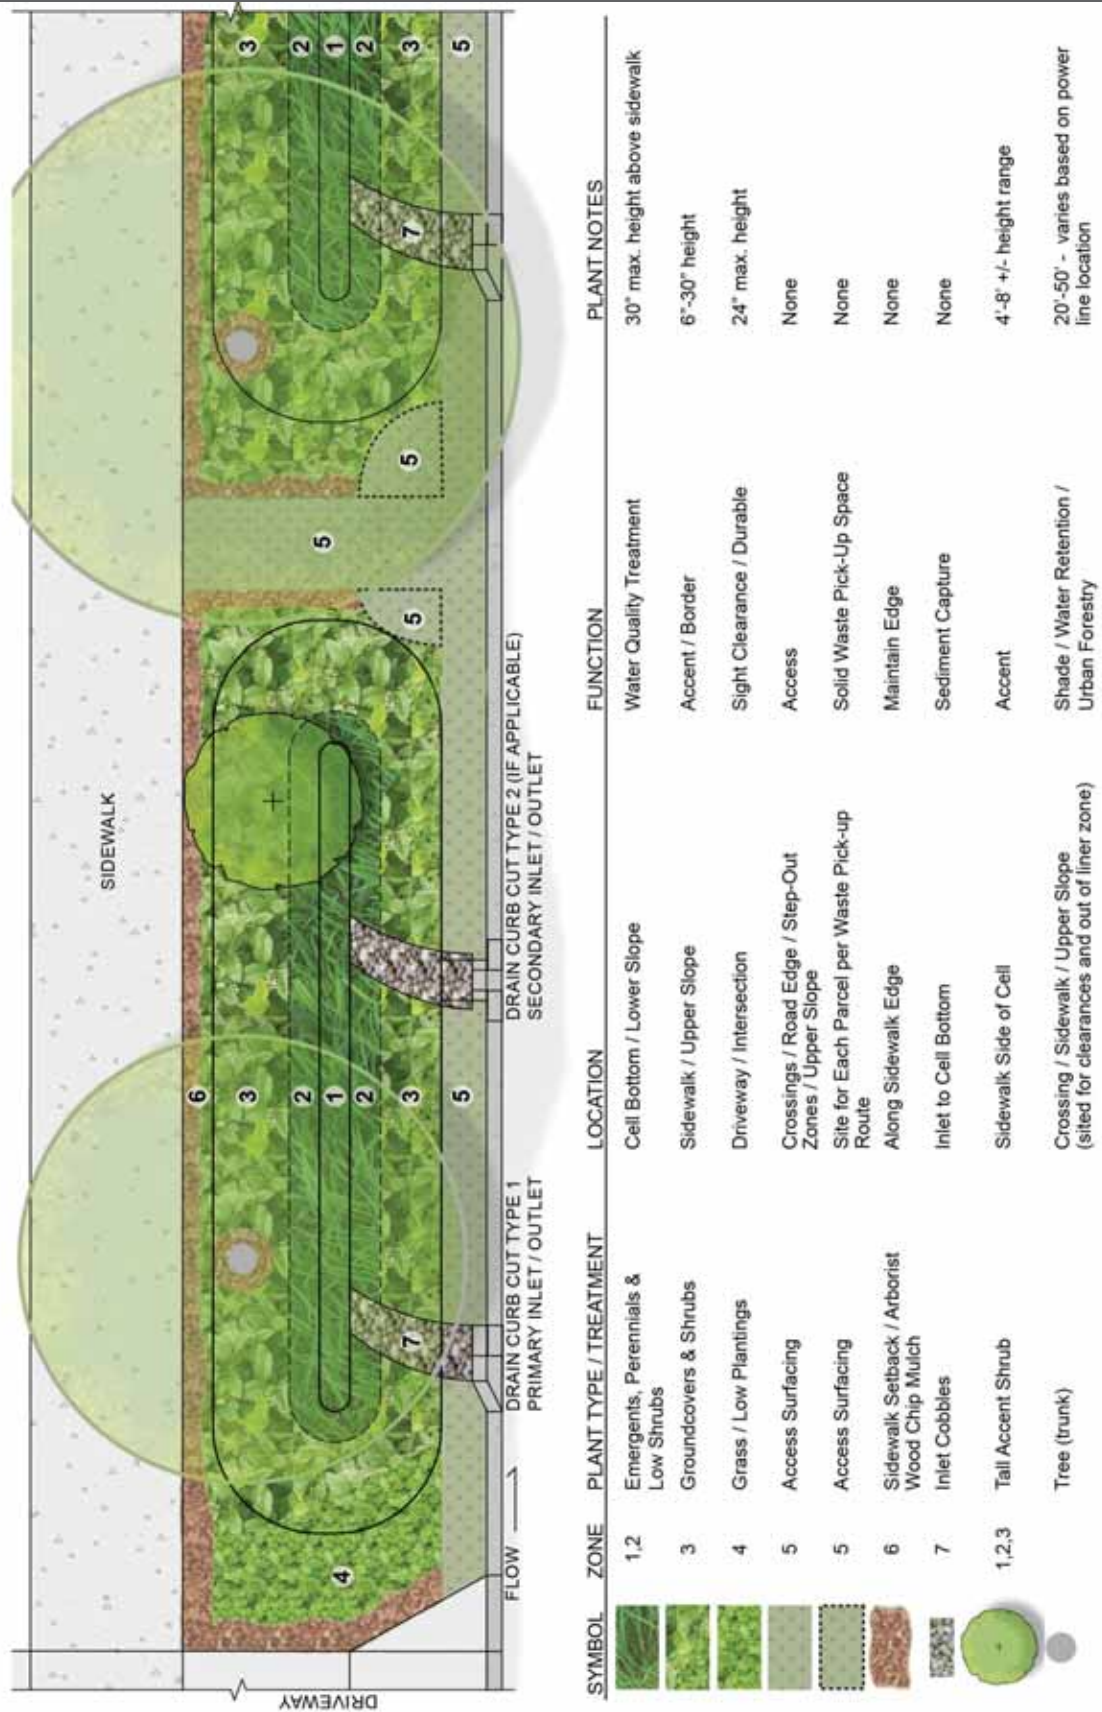 SIDEWALK
DRIVEWAY
6
3
3
2
2
1
1
2
2
3
3
5
5
4
7
7
5
5
5
FLOW
DRAIN CURB CUT TYPE 1
PRIMARY INLET / OUTLET
DRAIN CURB CUT TYPE 2 (IF APPLICABLE)
SECONDARY INLET / OUTLET
SYMBOL ZONE PLANT TYPE / TREATMENT LOCATION FUNCTION PLANT NOTES
1,2 Emergents, Perennials & Cell Bottom / Lower Slope Water Quality Treatment 30" max. height above sidewalk
Low Shrubs
3 Groundcovers & Shrubs Sidewalk / Upper Slope Accent / Border 6"-30" height
4 Grass / Low Plantings Driveway / Intersection Sight Clearance / Durable 24" max. height
5 Access Surfacing Crossings / Road Edge / Step-Out Access None
Zones / Upper Slope
5 Access Surfacing Site for Each Parcel per Waste Pick-up Solid Waste Pick-Up Space None
Route
6 Sidewalk Setback / Arborist Along Sidewalk Edge Maintain Edge None
Wood Chip Mulch
7 Inlet Cobbles Inlet to Cell Bottom Sediment Capture None
1,2,3 Tall Accent Shrub Sidewalk Side of Cell Accent 4'-8' +/- height range
Tree (trunk) Crossing / Sidewalk / Upper Slope Shade / Water Retention / 20'-50' - varies based on power
(sited for clearances and out of liner zone) Urban Forestry line location